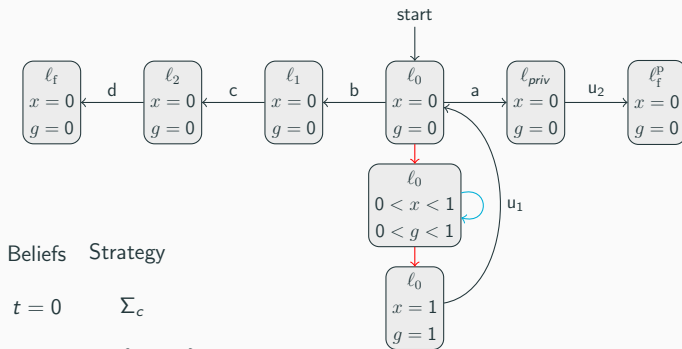 start
ℓf
x = 0
g = 0
d
ℓ2
x = 0
g = 0
c
ℓ1
x = 0
g = 0
b
ℓ0
x = 0
g = 0
a
ℓpriv
x = 0
g = 0
u2
ℓfp
x = 0
g = 0
ℓ0
0 < x < 1
0 < g < 1
u1
ℓ0
x = 1
g = 1
Beliefs Strategy
t = 0 Σc